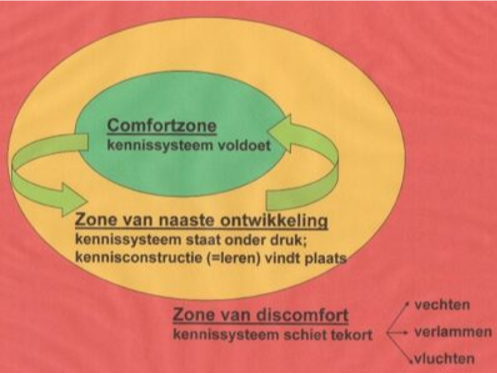 Comfortzone
kennissysteem voldoet
Zone van naaste ontwikkeling
kennissysteem staat onder druk;
kennisconstructie (=leren) vindt plaats
Zone van discomfort
kennissysteem schiet tekort
vechten
verlammen
vluchten